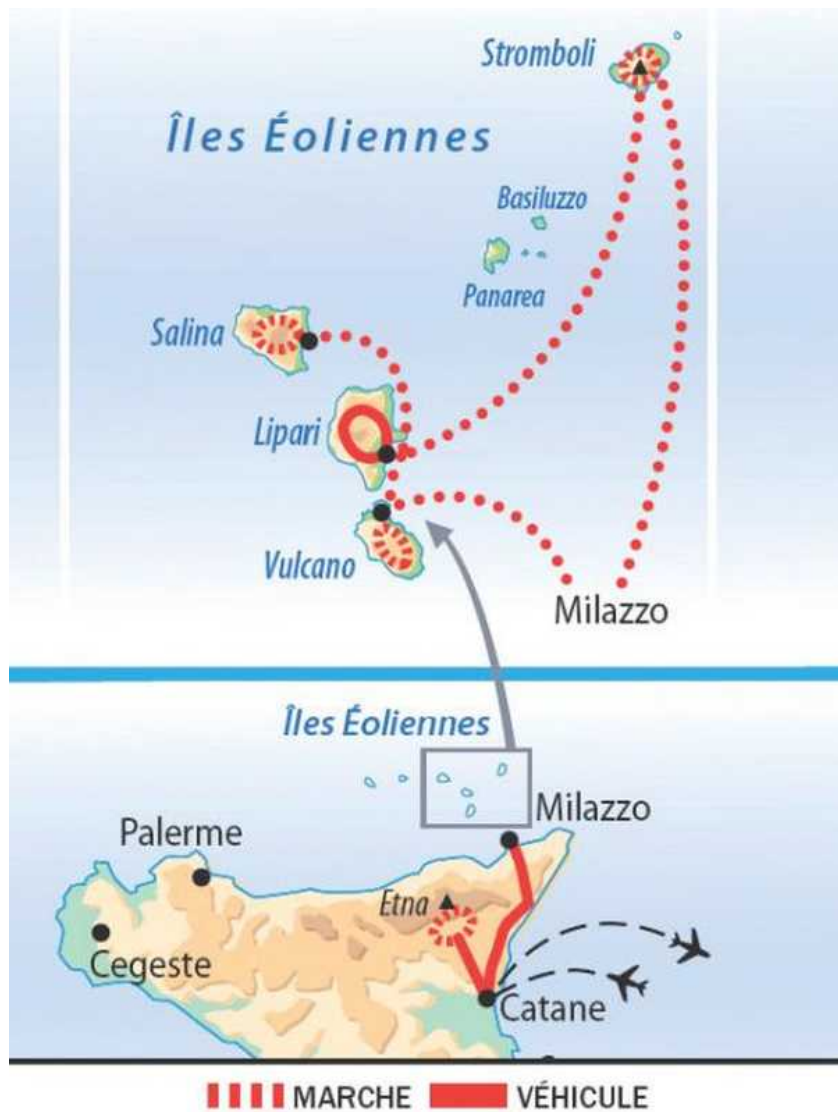 Stromboli
Îles Éoliennes
Basiluzzo
Panarea
Salina
Lipari
Vulcano
Milazzo
Îles Éoliennes
Milazzo
Palerme
Etna
Cegeste
Catane
MARCHE VÉHICULE